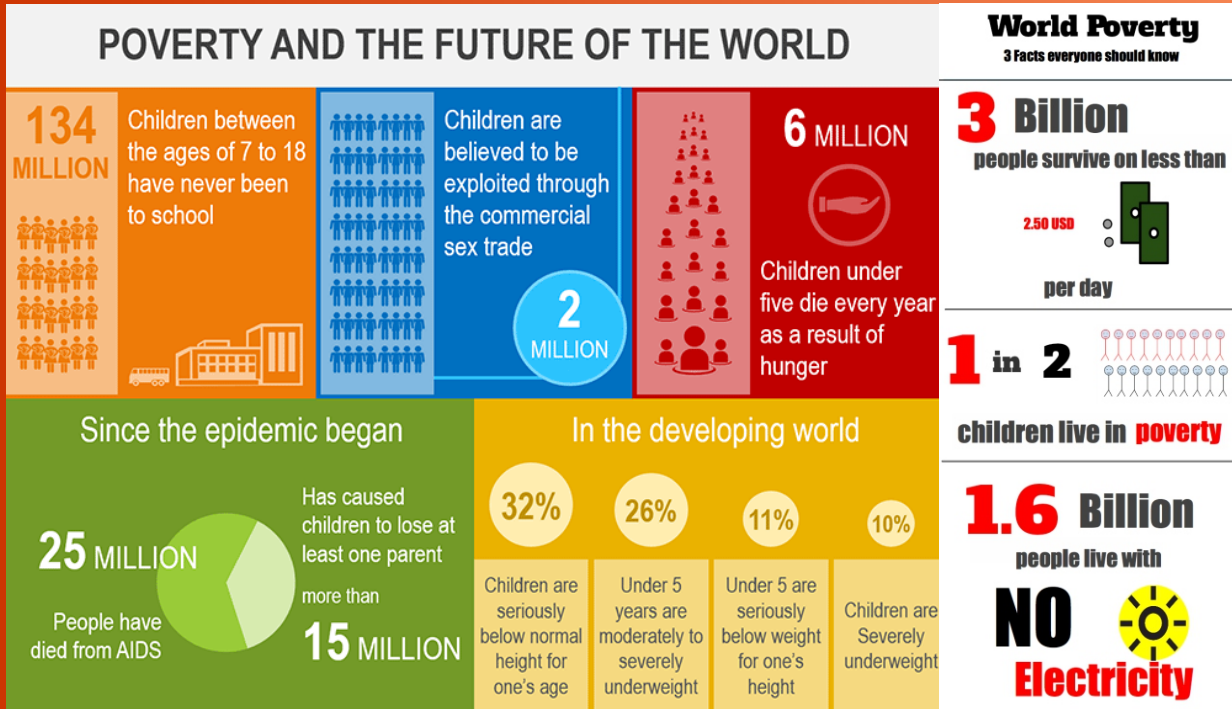 POVERTY AND THE FUTURE OF THE WORLD
134
MILLION
Children between
the ages of 7 to 18
have never been
to school
Children are
believed to be
exploited through
the commercial
sex trade
2
MILLION
6 MILLION
Children under
five die every year
as a result of
hunger
Since the epidemic began
25 MILLION
People have
died from AIDS
Has caused
children to lose at
least one parent
more than
15 MILLION
In the developing world
32%
Children are
seriously
below normal
height for
one's age
26%
Under 5
years are
moderately to
severely
underweight
11%
Under 5 are
seriously
below weight
for one's
height
10%
Children are
Severely
underweight
World Poverty
3 Facts everyone should know
3 Billion
people survive on less than
2.50 USD
per day
1 in 2
children live in poverty
1.6 Billion
people live with
NO
Electricity